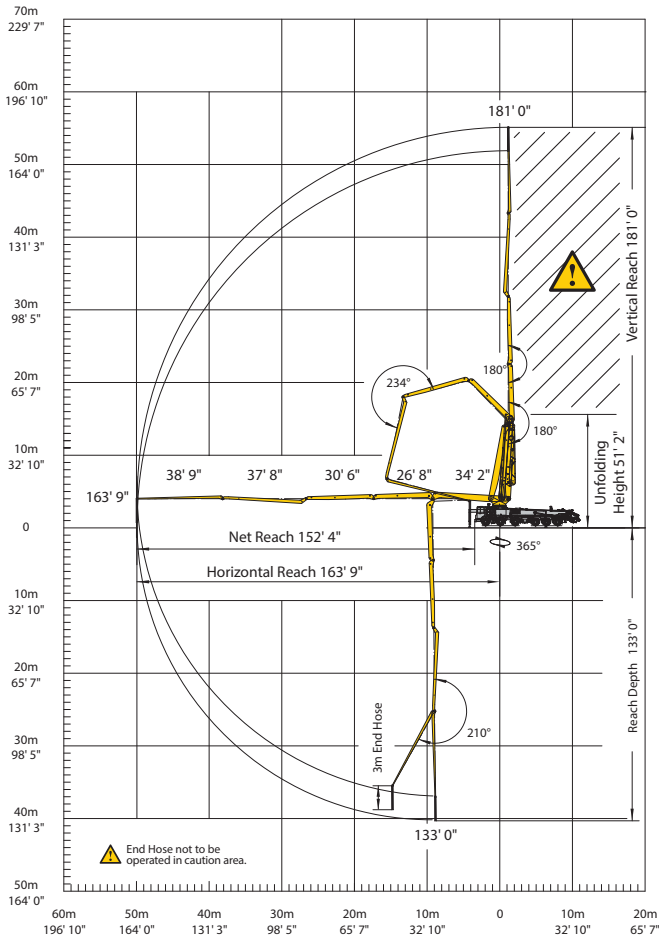 70m
229' 7"
60m
196' 10"
181' 0"
50m
164' 0"
40m
131' 3"
Vertical Reach 181' 0"
30m
98' 5"
20m
65' 7"
180°
234°
180°
10m
32' 10"
Unfolding
Height 51' 2"
38' 9" 37' 8" 30' 6" 26' 8" 34' 2"
163' 9"
0
Net Reach 152' 4"
365°
Horizontal Reach 163' 9"
10m
32' 10"
Reach Depth 133' 0"
20m
65' 7"
3m End Hose
210°
30m
98' 5"
40m
131' 3"
133' 0"
End Hose not to be
operated in caution area.
50m
164' 0"
60m 50m 40m 30m 20m 10m 0 10m 20m
196' 10" 164' 0" 131' 3" 98' 5" 65' 7" 32' 10" 0 32' 10" 65' 7"